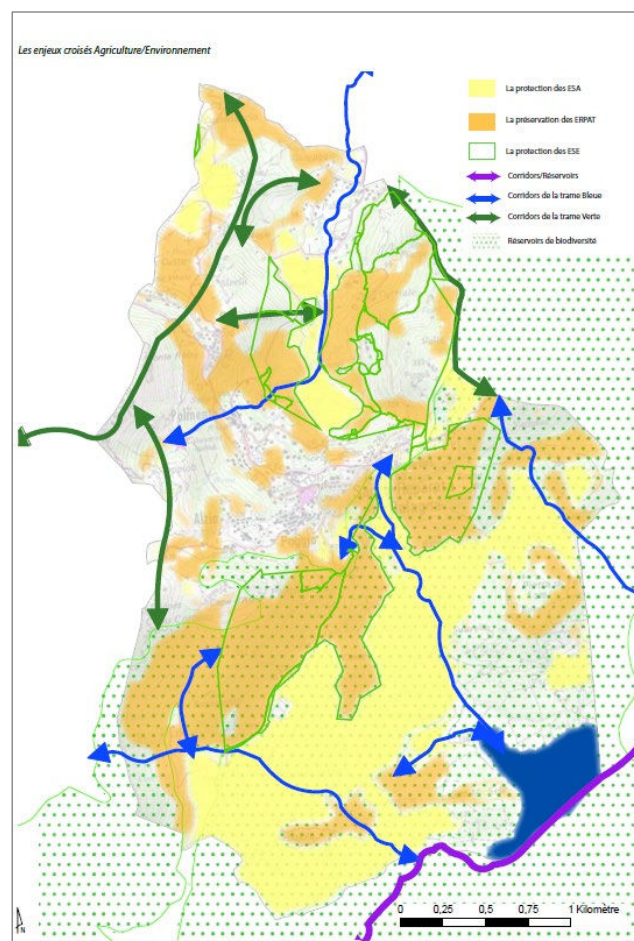 Les enjeux croisés Agriculture/Environnement
La protection des ESA
La préservation des ERPAT
La protection des ESE
Corridors/Réservoirs
Corridors de la trame Bleue
Corridors de la trame Verte
Réservoirs de biodiversité
0 0,25 0,5 0,75 1 Kilomètre
N